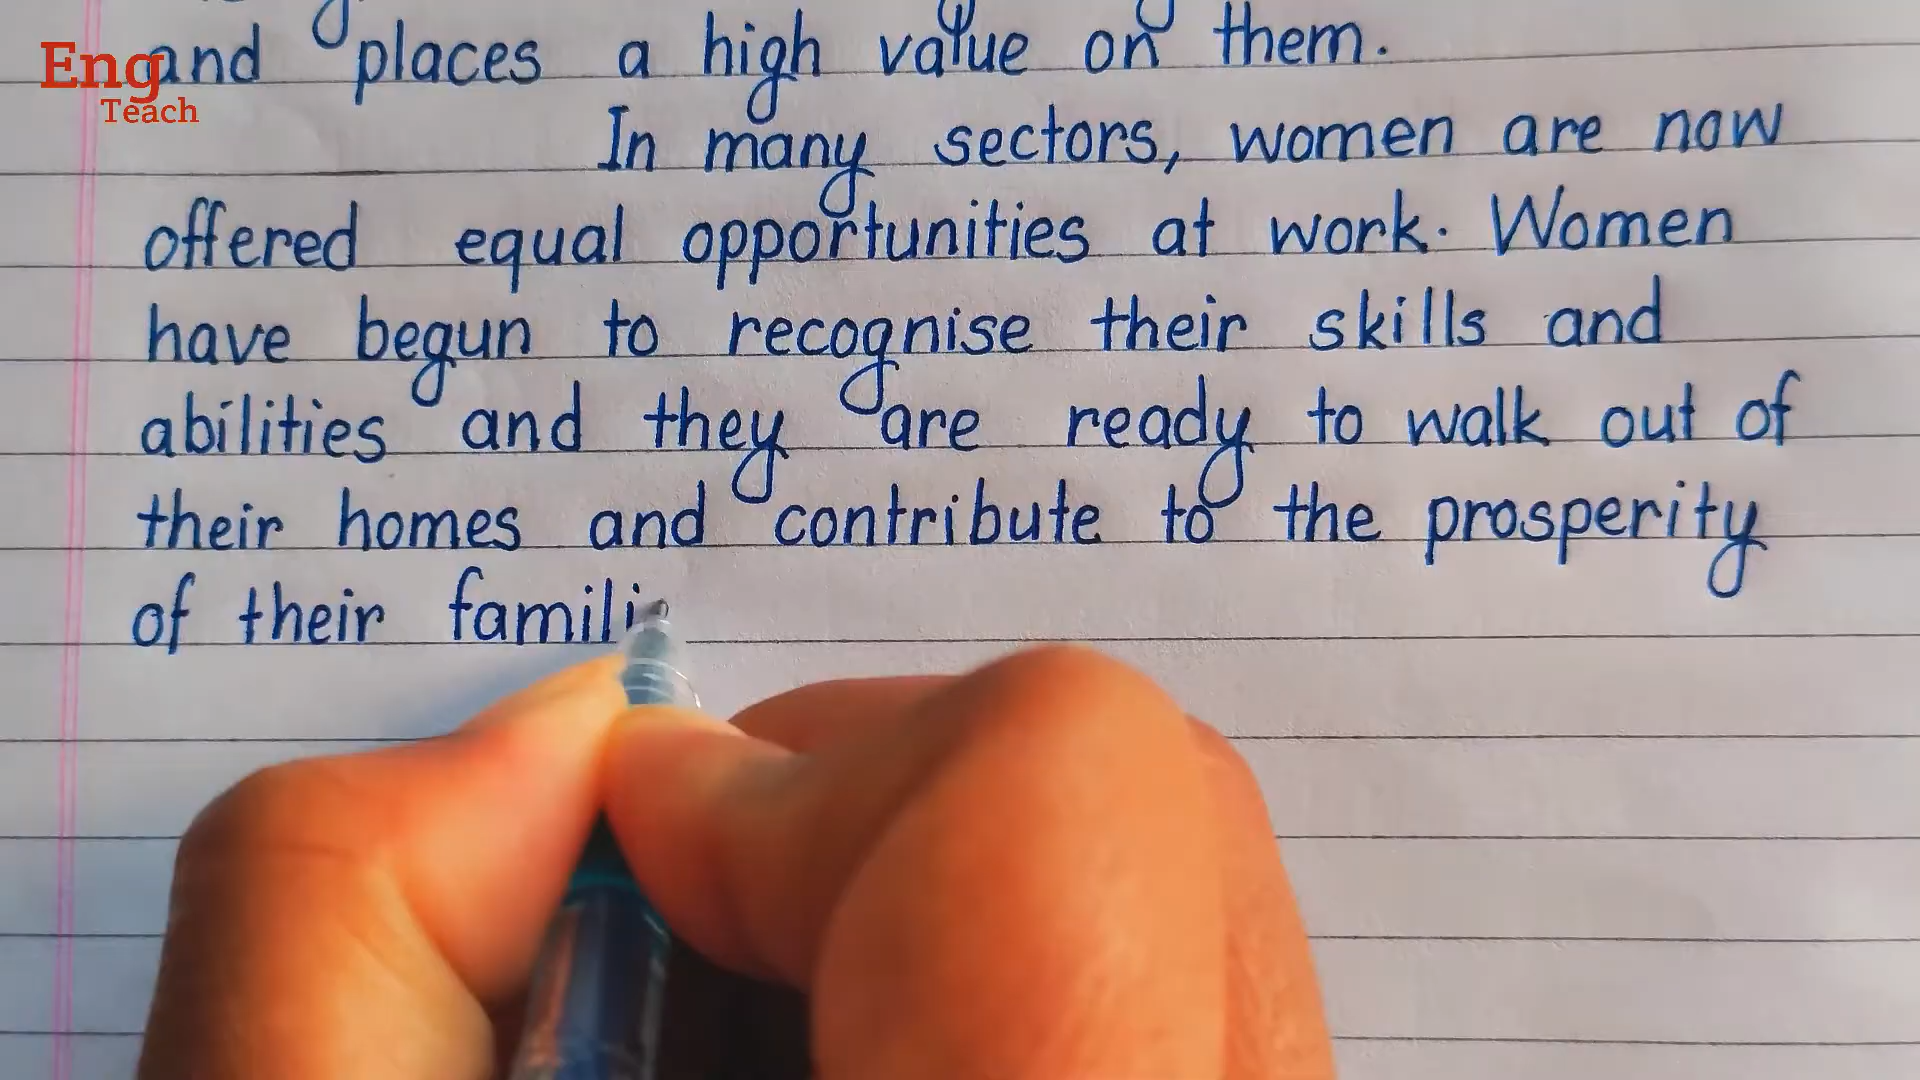 Eng
Teach
and places a high value on them.
In many sectors, women are now
offered equal opportunities at work. Women
have begun to recognise their skills and
abilities and they are ready to walk out of
their homes and contribute to the prosperity
of their famili